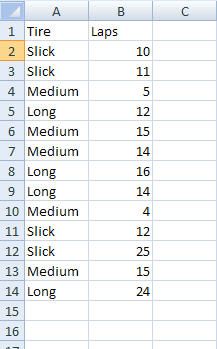 A B C
1 Tire Laps
2 Slick 10
3 Slick 11
4 Medium 5
5 Long 12
6 Medium 15
7 Medium 14
8 Long 16
9 Long 14
10 Medium 4
11 Slick 12
12 Slick 25
13 Medium 15
14 Long 24
15
16
17